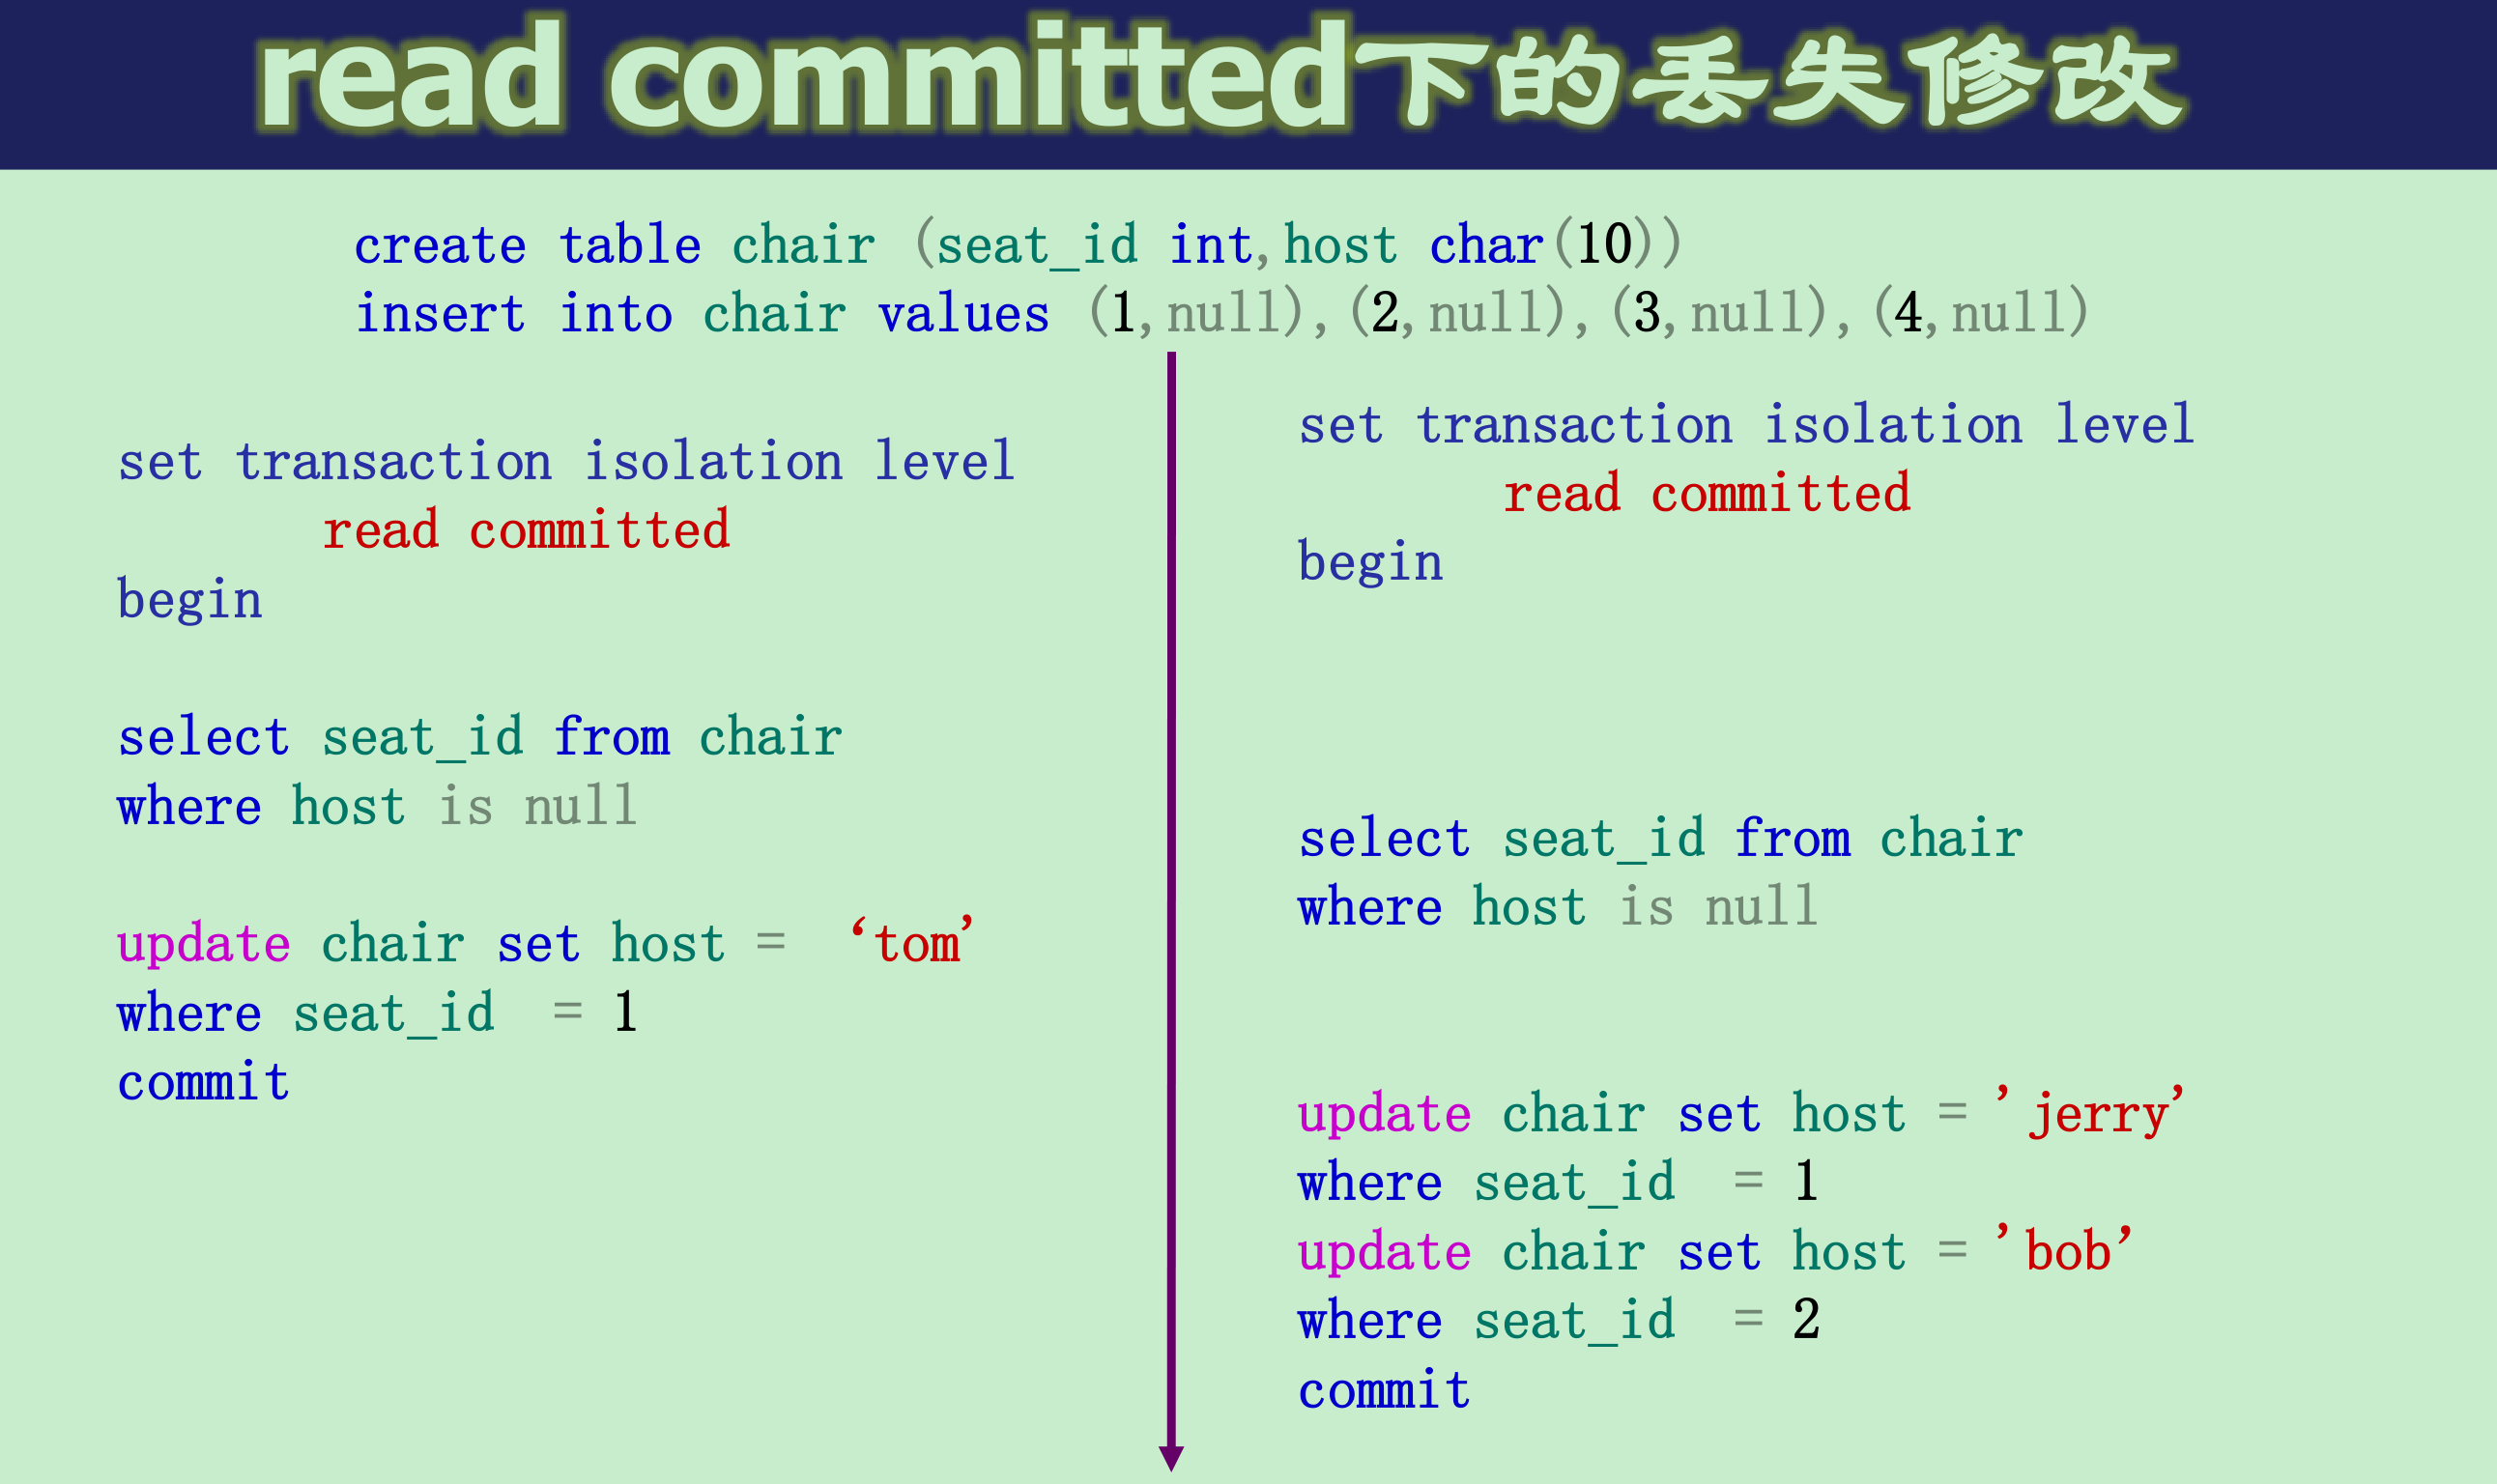 read committed下的丢失修改
create table chair (seat_id int,host char(10))
insert into chair values (1,null),(2,null),(3,null),(4,null)
set transaction isolation level
read committed
begin
select seat_id from chair
where host is null
update chair set host = ‘tom’
where seat_id = 1
commit
set transaction isolation level
read committed
begin
select seat_id from chair
where host is null
update chair set host = ’jerry’
where seat_id = 1
update chair set host = ’bob’
where seat_id = 2
commit